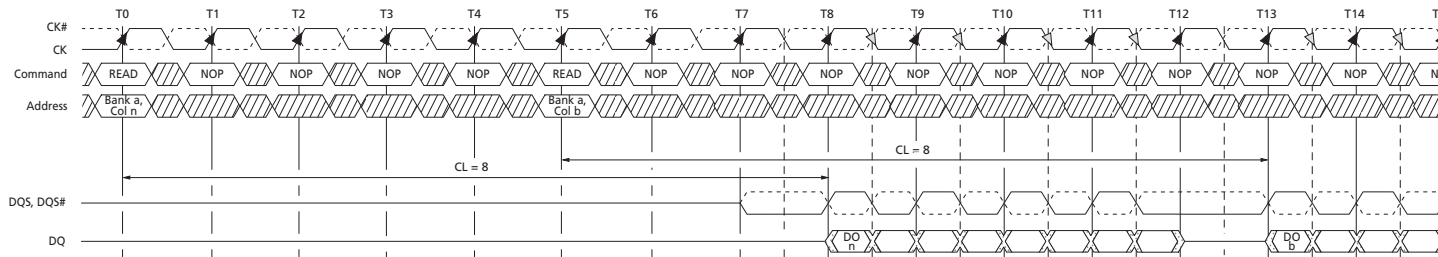 T0 T1 T2 T3 T4 T5 T6 T7 T8 T9 T10 T11 T12 T13 T14 T
CK#
CK
Command READ NOP NOP NOP NOP READ NOP NOP NOP NOP NOP NOP NOP NOP NOP N
Address Bank a, Col n Bank a, Col b
CL = 8
CL = 8
DQS, DQS#
DQ DO n DO b